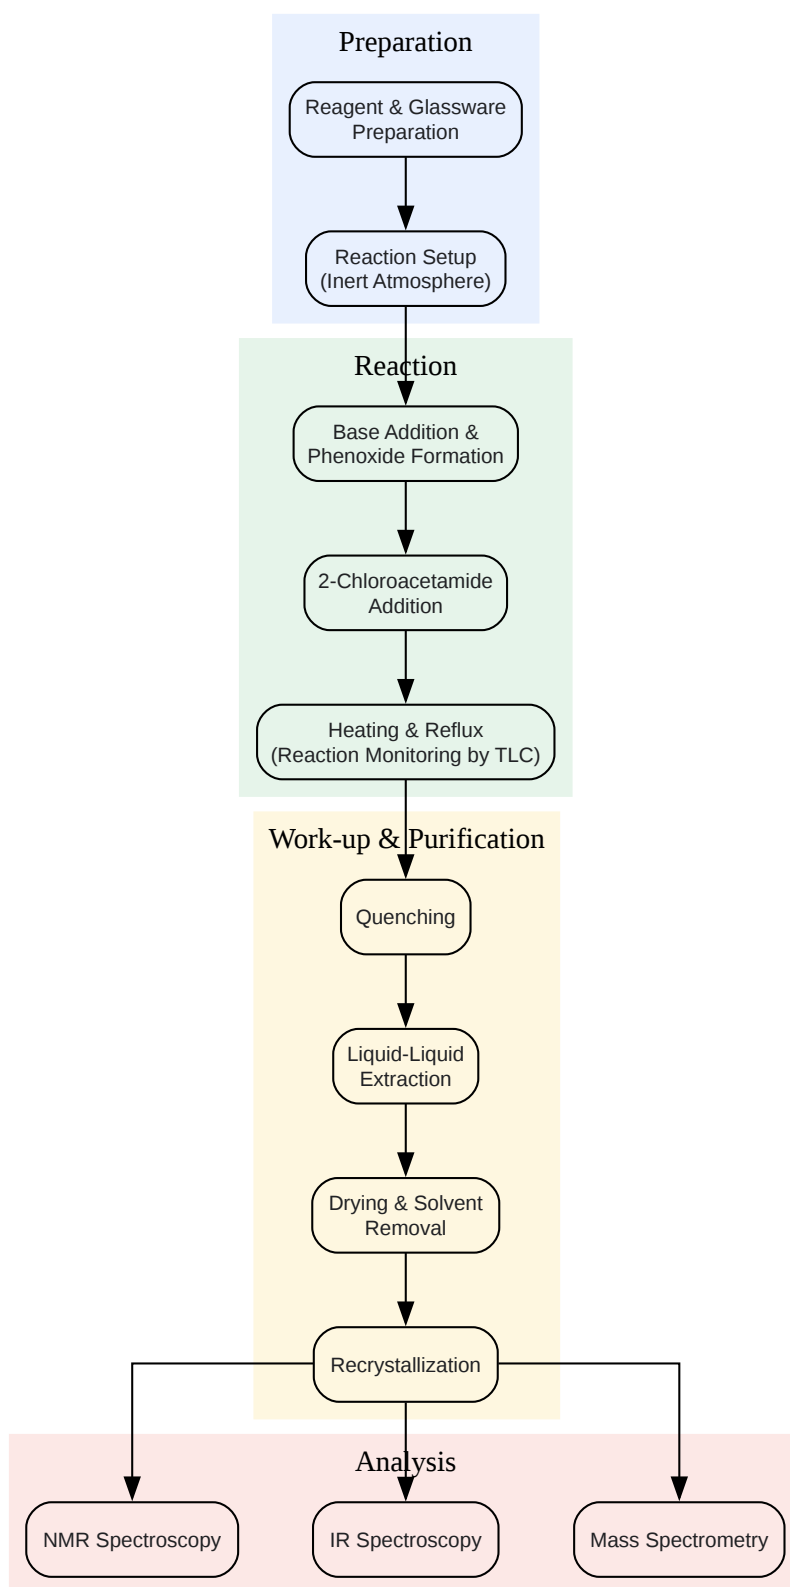 Preparation
Reagent & Glassware
Preparation
Reaction Setup
(Inert Atmosphere)
Reaction
Base Addition &
Phenoxide Formation
2-Chloroacetamide
Addition
Heating & Reflux
(Reaction Monitoring by TLC)
Work-up & Purification
Quenching
Liquid-Liquid
Extraction
Drying & Solvent
Removal
Recrystallization
Analysis
NMR Spectroscopy
IR Spectroscopy
Mass Spectrometry